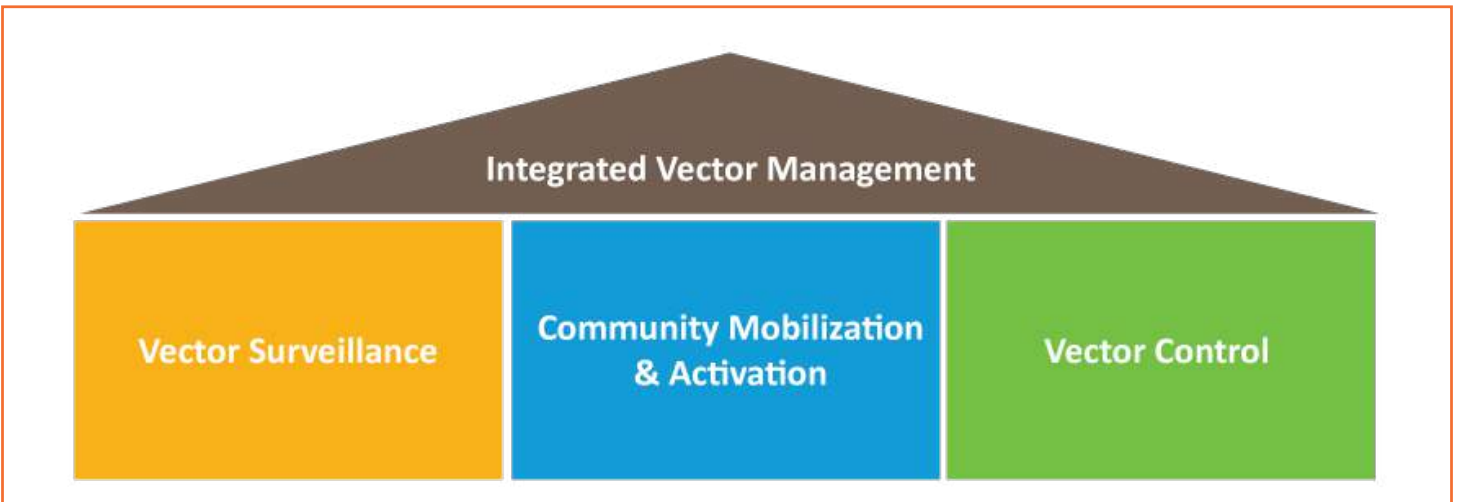 Integrated Vector Management
Vector Surveillance
Community Mobilization
& Activation
Vector Control